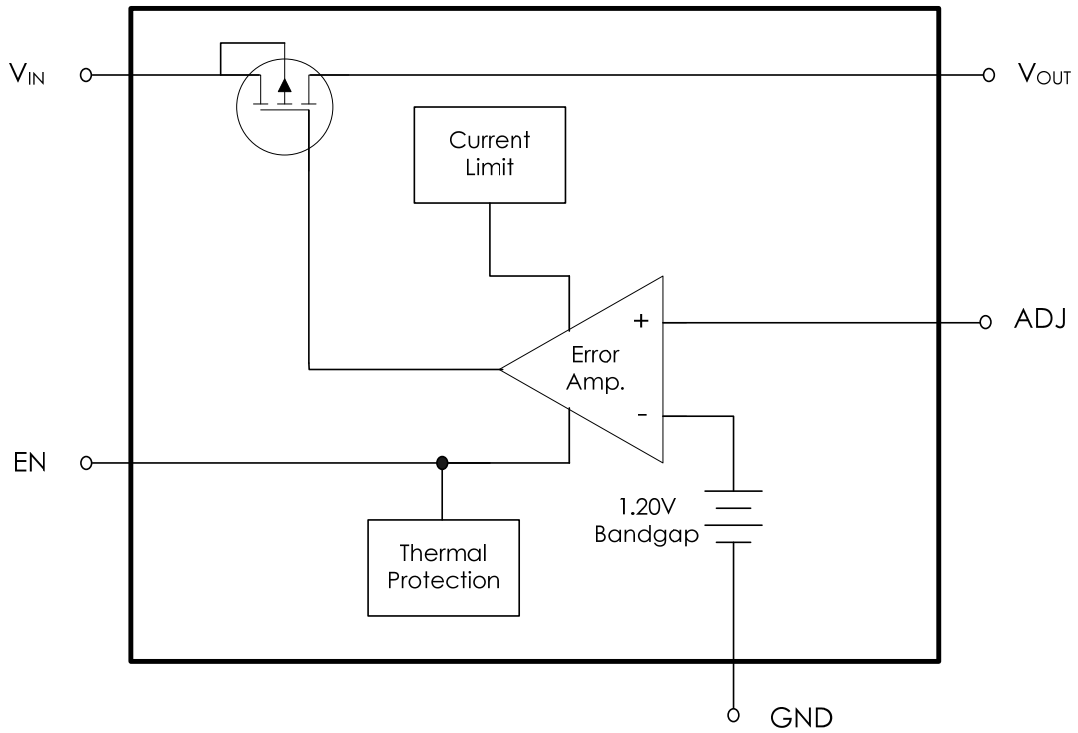 VIN
VOUT
Current
Limit
+
ADJ
Error
Amp.
-
EN
1.20V
Bandgap
Thermal
Protection
GND